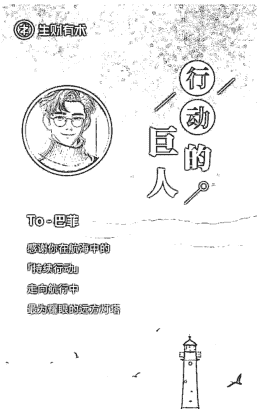 生财有术
行动的
巨人
To - 巴菲
感谢你在航海中的
「持续行动」
走向航行中
最为耀眼的远方灯塔